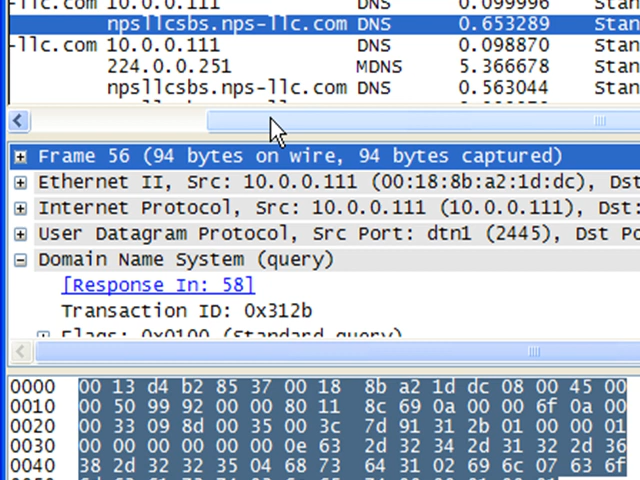 -llc.com 10.0.0.111 DNS 0.099996 Stan
npsllcsbs.nps-llc.com DNS 0.653289 Stan
-llc.com 10.0.0.111 DNS 0.098870 Stan
224.0.0.251 MDNS 5.366678 Stan
npsllcsbs.nps-llc.com DNS 0.563044 Stan
Frame 56 (94 bytes on wire, 94 bytes captured)
Ethernet II, Src: 10.0.0.111 (00:18:8b:a2:1d:dc), Dst
Internet Protocol, Src: 10.0.0.111 (10.0.0.111), Dst:
User Datagram Protocol, Src Port: dtn1 (2445), Dst Po
Domain Name System (query)
[Response In: 58]
Transaction ID: 0x312b
Flags: 0x0100 (Standard query)
0000 00 13 d4 b2 85 37 00 18 8b a2 1d dc 08 00 45 00
0010 00 50 99 92 00 00 80 11 8c 69 0a 00 00 6f 0a 00
0020 00 33 09 8d 00 35 00 3c 7d 91 31 2b 01 00 00 01
0030 00 00 00 00 00 00 0e 63 2d 32 34 2d 31 32 2d 36
0040 38 2d 32 32 35 04 68 73 64 31 02 69 6c 07 63 6f